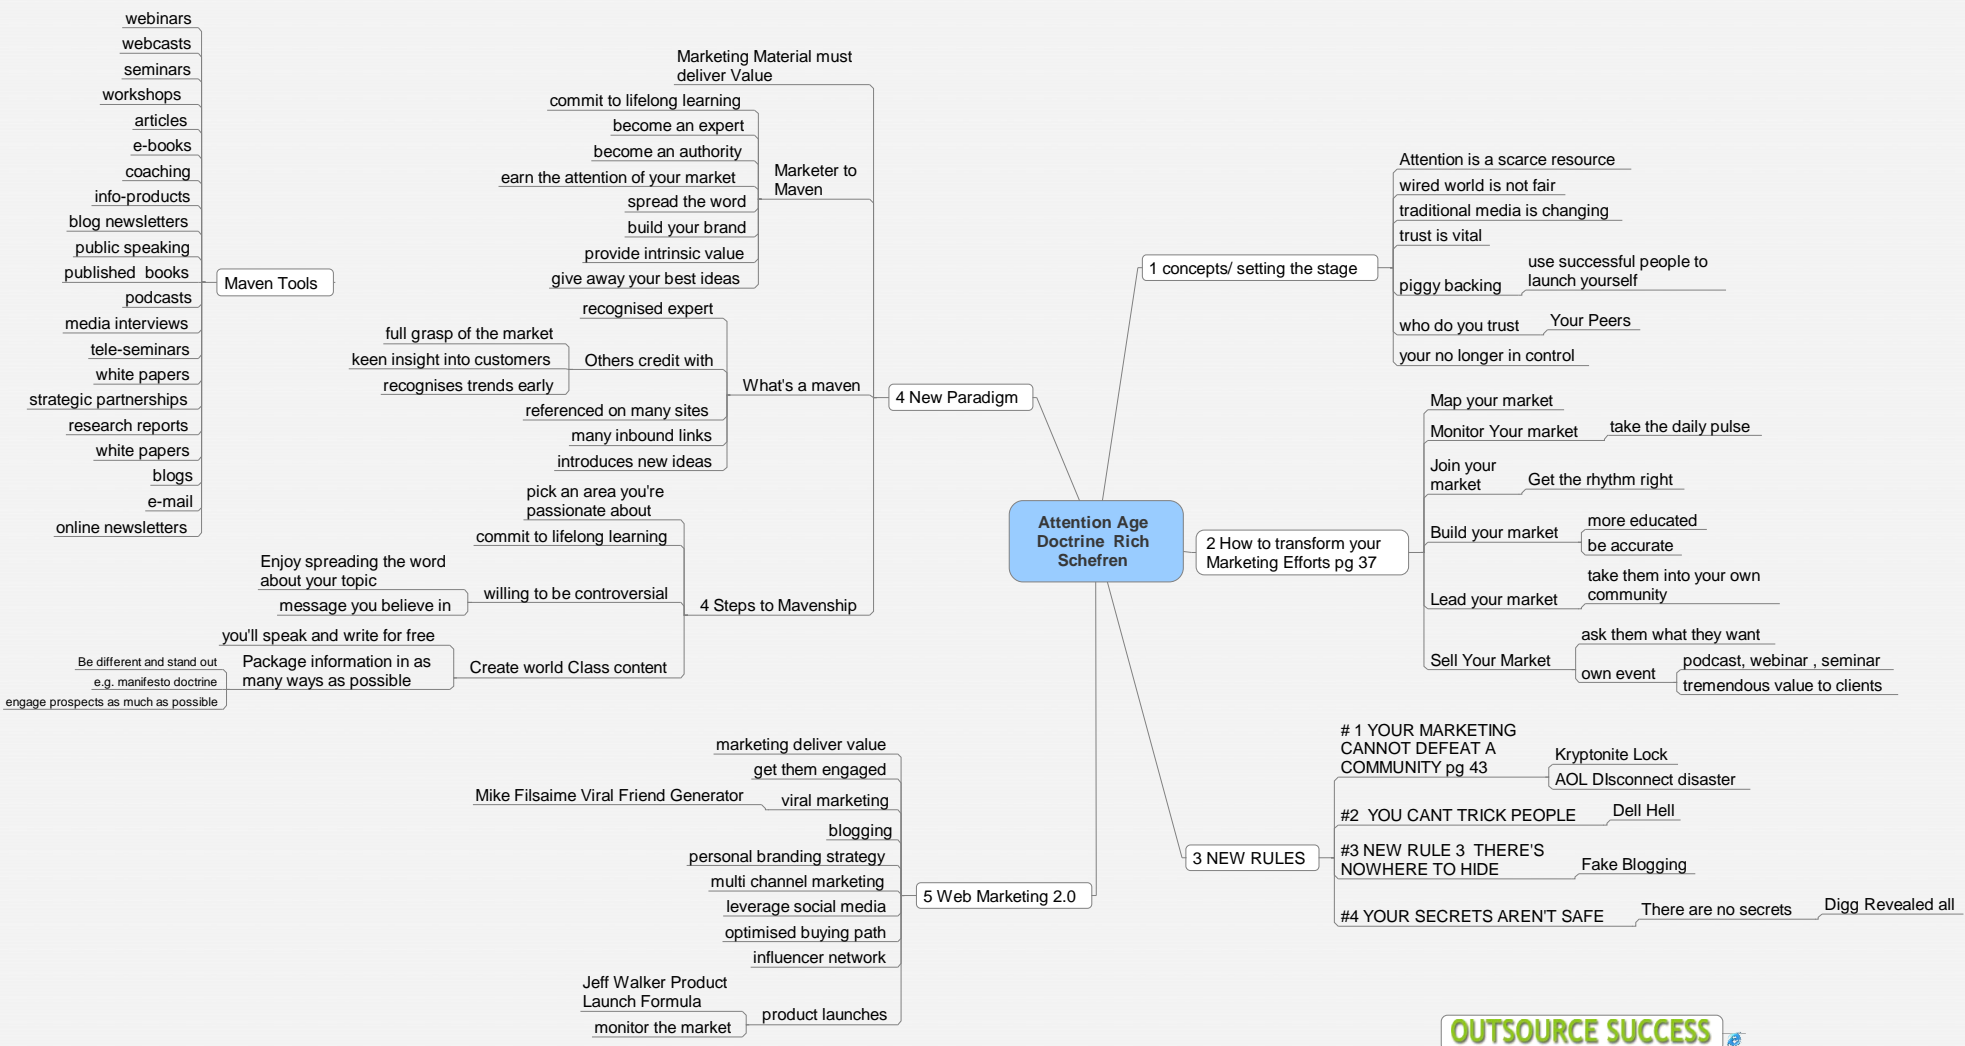 Attention Age
Doctrine  Rich
Schefren
1 concepts/ setting the stage
Attention is a scarce resource
wired world is not fair
traditional media is changing
trust is vital
piggy backing
use successful people to
launch yourself
who do you trust
Your Peers
your no longer in control
2 How to transform your
Marketing Efforts pg 37
Map your market
Monitor Your market
take the daily pulse
Join your
market
Get the rhythm right
Build your market
more educated
be accurate
Lead your market
take them into your own
community
Sell Your Market
ask them what they want
own event
podcast, webinar , seminar
tremendous value to clients
3 NEW RULES
# 1 YOUR MARKETING
CANNOT DEFEAT A
COMMUNITY pg 43
Kryptonite Lock
AOL DIsconnect disaster
#2  YOU CANT TRICK PEOPLE
Dell Hell
#3 NEW RULE 3  THERE'S
NOWHERE TO HIDE
Fake Blogging
#4 YOUR SECRETS AREN'T SAFE
There are no secrets
Digg Revealed all
4 New Paradigm
Marketing Material must
deliver Value
Marketer to
Maven
commit to lifelong learning
become an expert
become an authority
earn the attention of your market
spread the word
build your brand
provide intrinsic value
give away your best ideas
What's a maven
recognised expert
Others credit with
full grasp of the market
keen insight into customers
recognises trends early
referenced on many sites
many inbound links
introduces new ideas
4 Steps to Mavenship
pick an area you're
passionate about
commit to lifelong learning
willing to be controversial
Enjoy spreading the word
about your topic
message you believe in
Create world Class content
you'll speak and write for free
Package information in as
many ways as possible
Be different and stand out
e.g. manifesto doctrine
engage prospects as much as possible
5 Web Marketing 2.0
marketing deliver value
get them engaged
viral marketing
Mike Filsaime Viral Friend Generator
blogging
personal branding strategy
multi channel marketing
leverage social media
optimised buying path
influencer network
product launches
Jeff Walker Product
Launch Formula
monitor the market
Maven Tools
webinars
webcasts
seminars
workshops
articles
e-books
coaching
info-products
blog newsletters
public speaking
published  books
podcasts
media interviews
tele-seminars
white papers
strategic partnerships
research reports
white papers
blogs
e-mail
online newsletters
OUTSOURCE SUCCESS